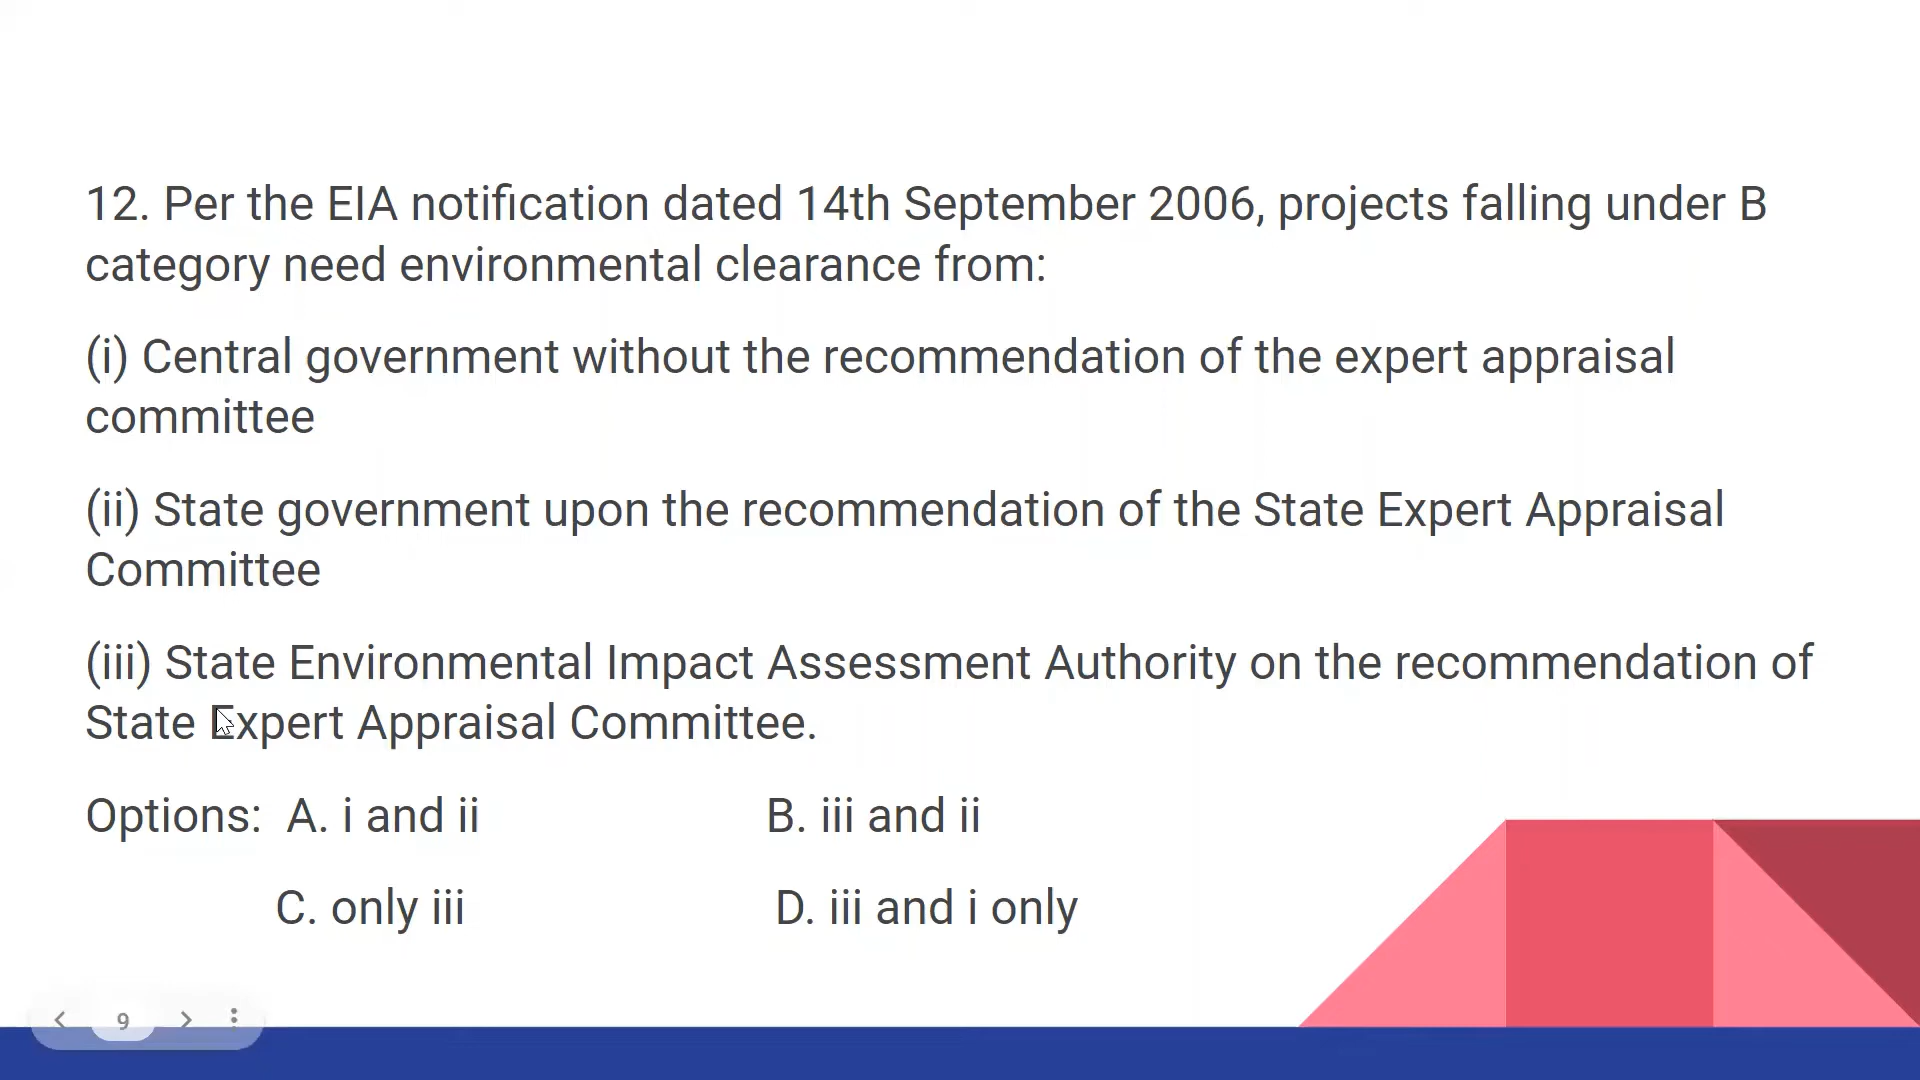 12. Per the EIA notification dated 14th September 2006, projects falling under B
category need environmental clearance from:
(i) Central government without the recommendation of the expert appraisal
committee
(ii) State government upon the recommendation of the State Expert Appraisal
Committee
(iii) State Environmental Impact Assessment Authority on the recommendation of
State Expert Appraisal Committee.
Options: A. i and ii B. iii and ii
C. only iii D. iii and i only
9